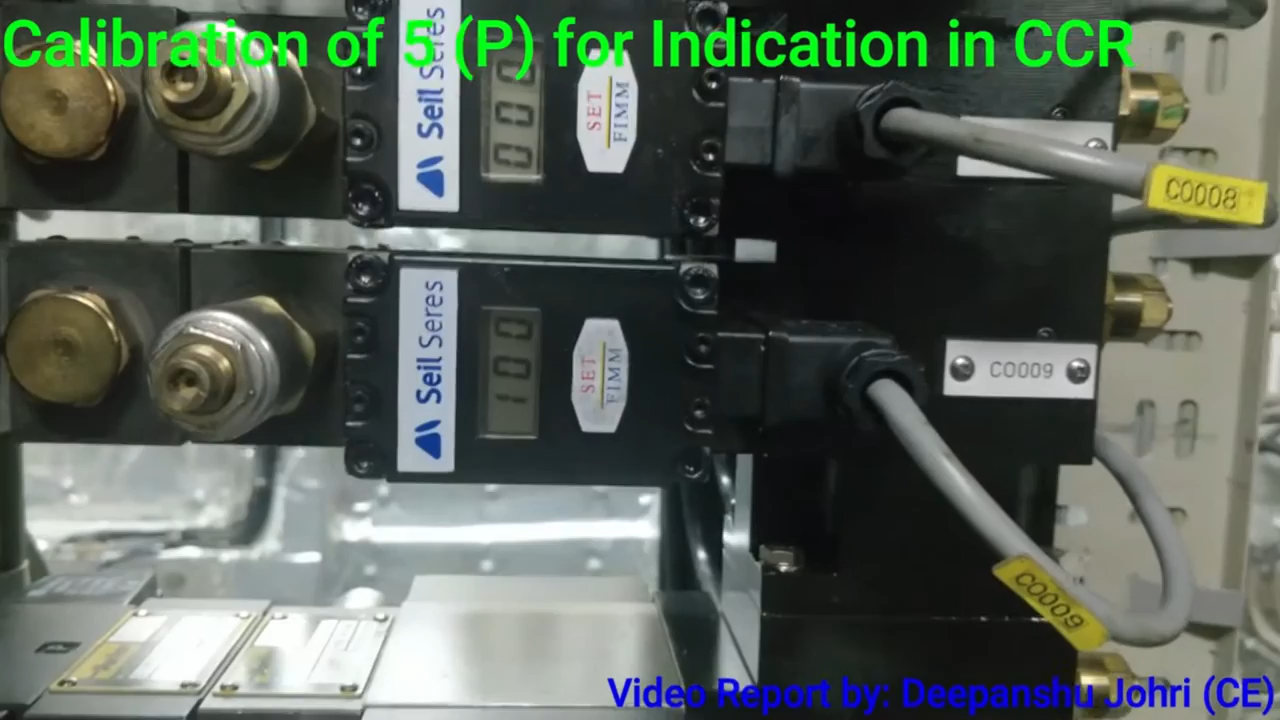 Calibration of 5 (P) for Indication in CCR
Seil Seres
000
SET
FIMM
C0008
Seil Seres
100
SET
FIMM
CO009
C0009
Video Report by: Deepanshu Johri (CE)